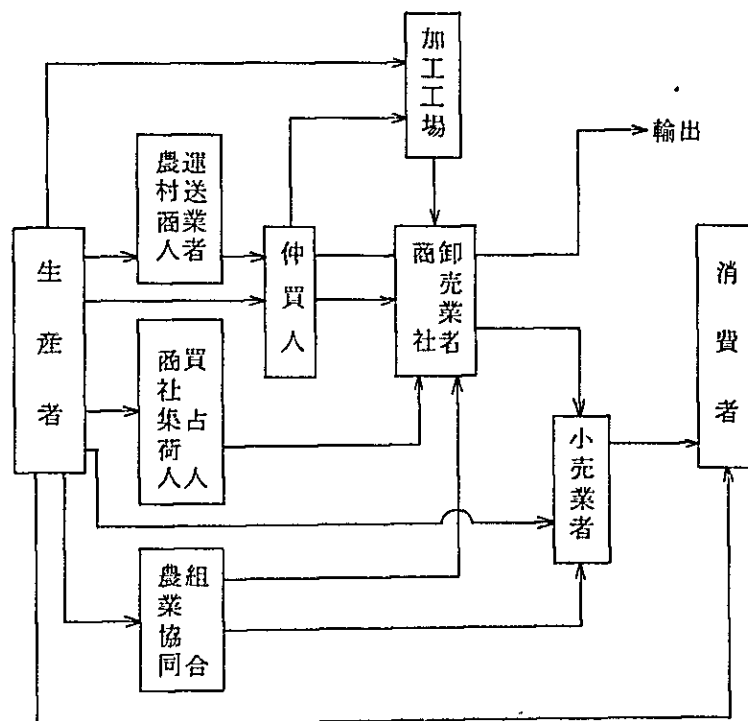 加工工場
輸出
運送業者
農村商人
生産者
仲買人
卸売業者
商社
消費者
買占人
商社集荷人
小売業者
農業協同組合